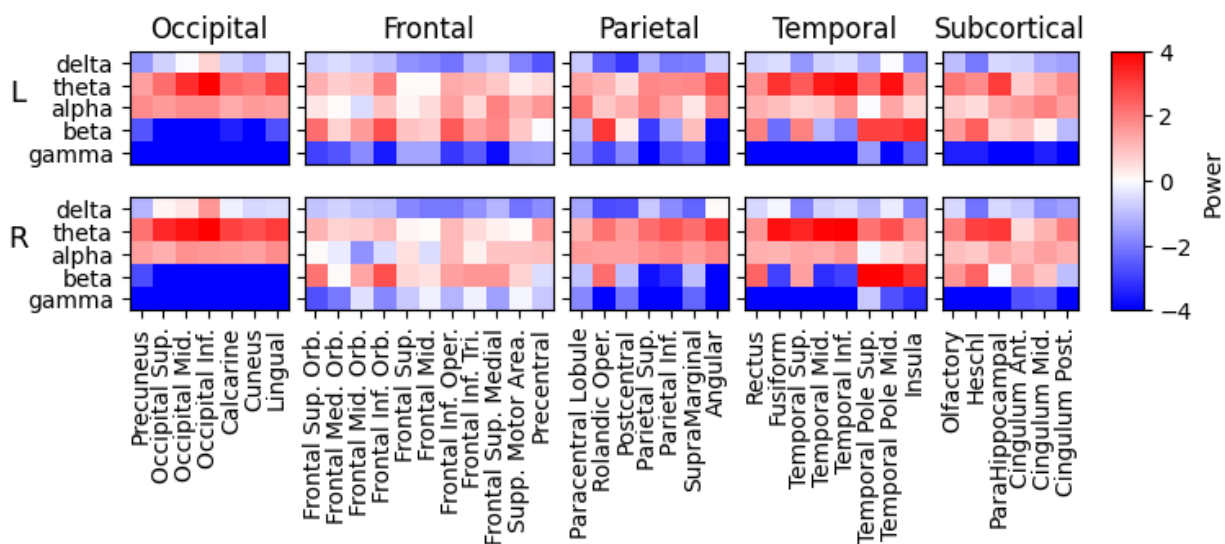 Occipital Frontal Parietal Temporal Subcortical
L
delta
theta
alpha
beta
gamma
R
delta
theta
alpha
beta
gamma
4
2
0
−2
−4
Power
Precuneus
Occipital Sup.
Occipital Mid.
Occipital Inf.
Calcarine
Cuneus
Lingual
Frontal Sup. Orb.
Frontal Med. Orb.
Frontal Mid. Orb.
Frontal Inf. Orb.
Frontal Sup.
Frontal Mid.
Frontal Inf. Oper.
Frontal Inf. Tri.
Frontal Sup. Medial
Supp. Motor Area.
Precentral
Paracentral Lobule
Rolandic Oper.
Postcentral
Parietal Sup.
Parietal Inf.
SupraMarginal
Angular
Rectus
Fusiform
Temporal Sup.
Temporal Mid.
Temporal Inf.
Temporal Pole Sup.
Temporal Pole Mid.
Insula
Olfactory
Heschl
ParaHippocampal
Cingulum Ant.
Cingulum Mid.
Cingulum Post.